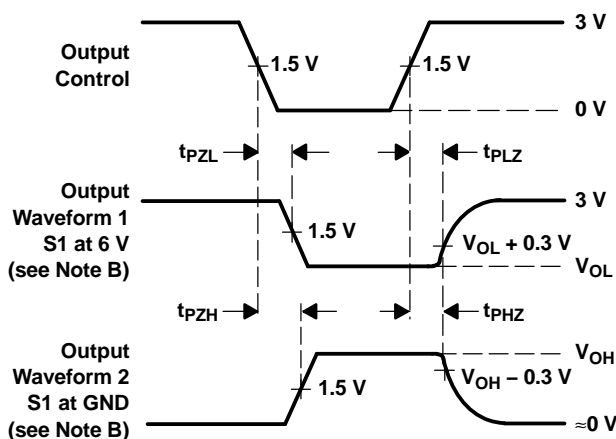 3 V
Output
Control
1.5 V
1.5 V
0 V
tPZL
tPLZ
Output
Waveform 1
S1 at 6 V
(see Note B)
3 V
1.5 V
VOL + 0.3 V
VOL
tPZH
tPHZ
Output
Waveform 2
S1 at GND
(see Note B)
VOH
1.5 V
VOH − 0.3 V
≈0 V